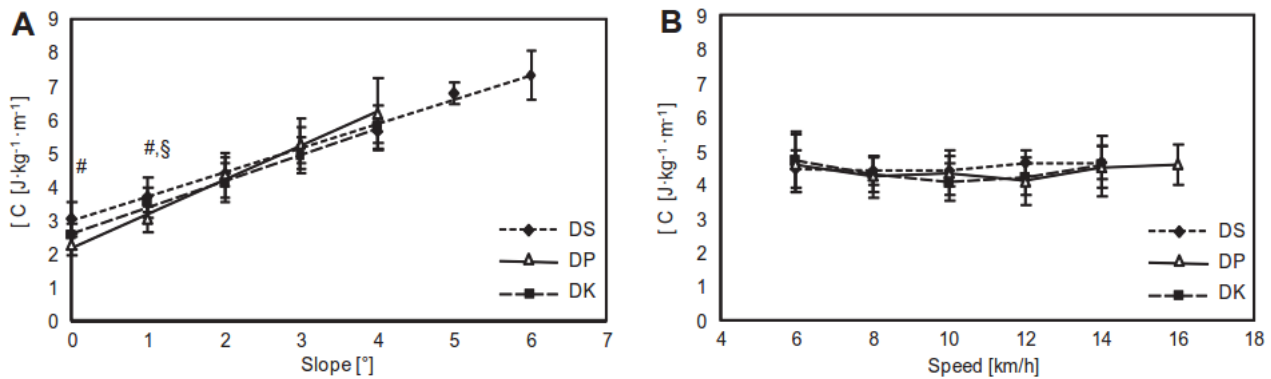 A
9
8
7
6
5
4
3
2
1
0
[ C [J·kg⁻¹·m⁻¹]
#
#,§
DS
DP
DK
0 1 2 3 4 5 6 7
Slope [°]
B
9
8
7
6
5
4
3
2
1
0
[ C [J·kg⁻¹·m⁻¹]
DS
DP
DK
4 6 8 10 12 14 16 18
Speed [km/h]